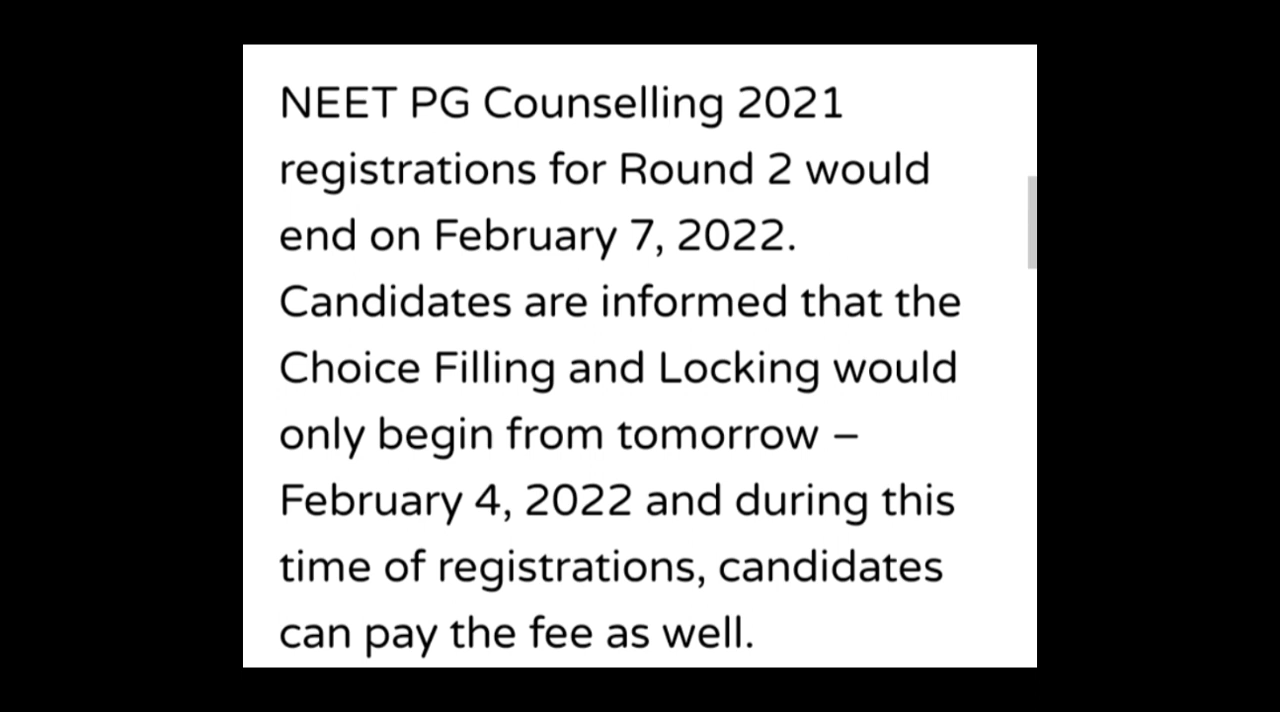 NEET PG Counselling 2021
registrations for Round 2 would
end on February 7, 2022.
Candidates are informed that the
Choice Filling and Locking would
only begin from tomorrow –
February 4, 2022 and during this
time of registrations, candidates
can pay the fee as well.